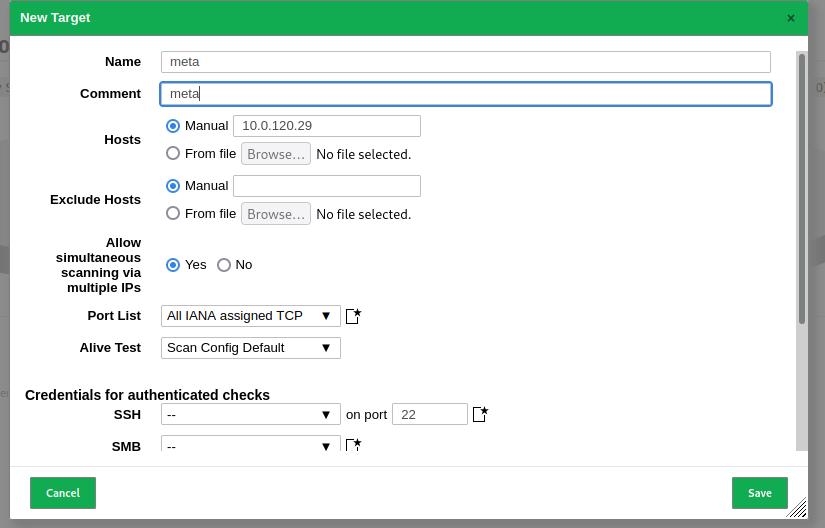 New Target ×
Name meta
Comment meta
Hosts
Manual 10.0.120.29
From file Browse... No file selected.
Exclude Hosts
Manual
From file Browse... No file selected.
Allow
simultaneous
scanning via
multiple IPs
Yes No
Port List All IANA assigned TCP ▼
Alive Test Scan Config Default ▼
Credentials for authenticated checks
SSH -- ▼ on port 22
SMB -- ▼
Cancel Save